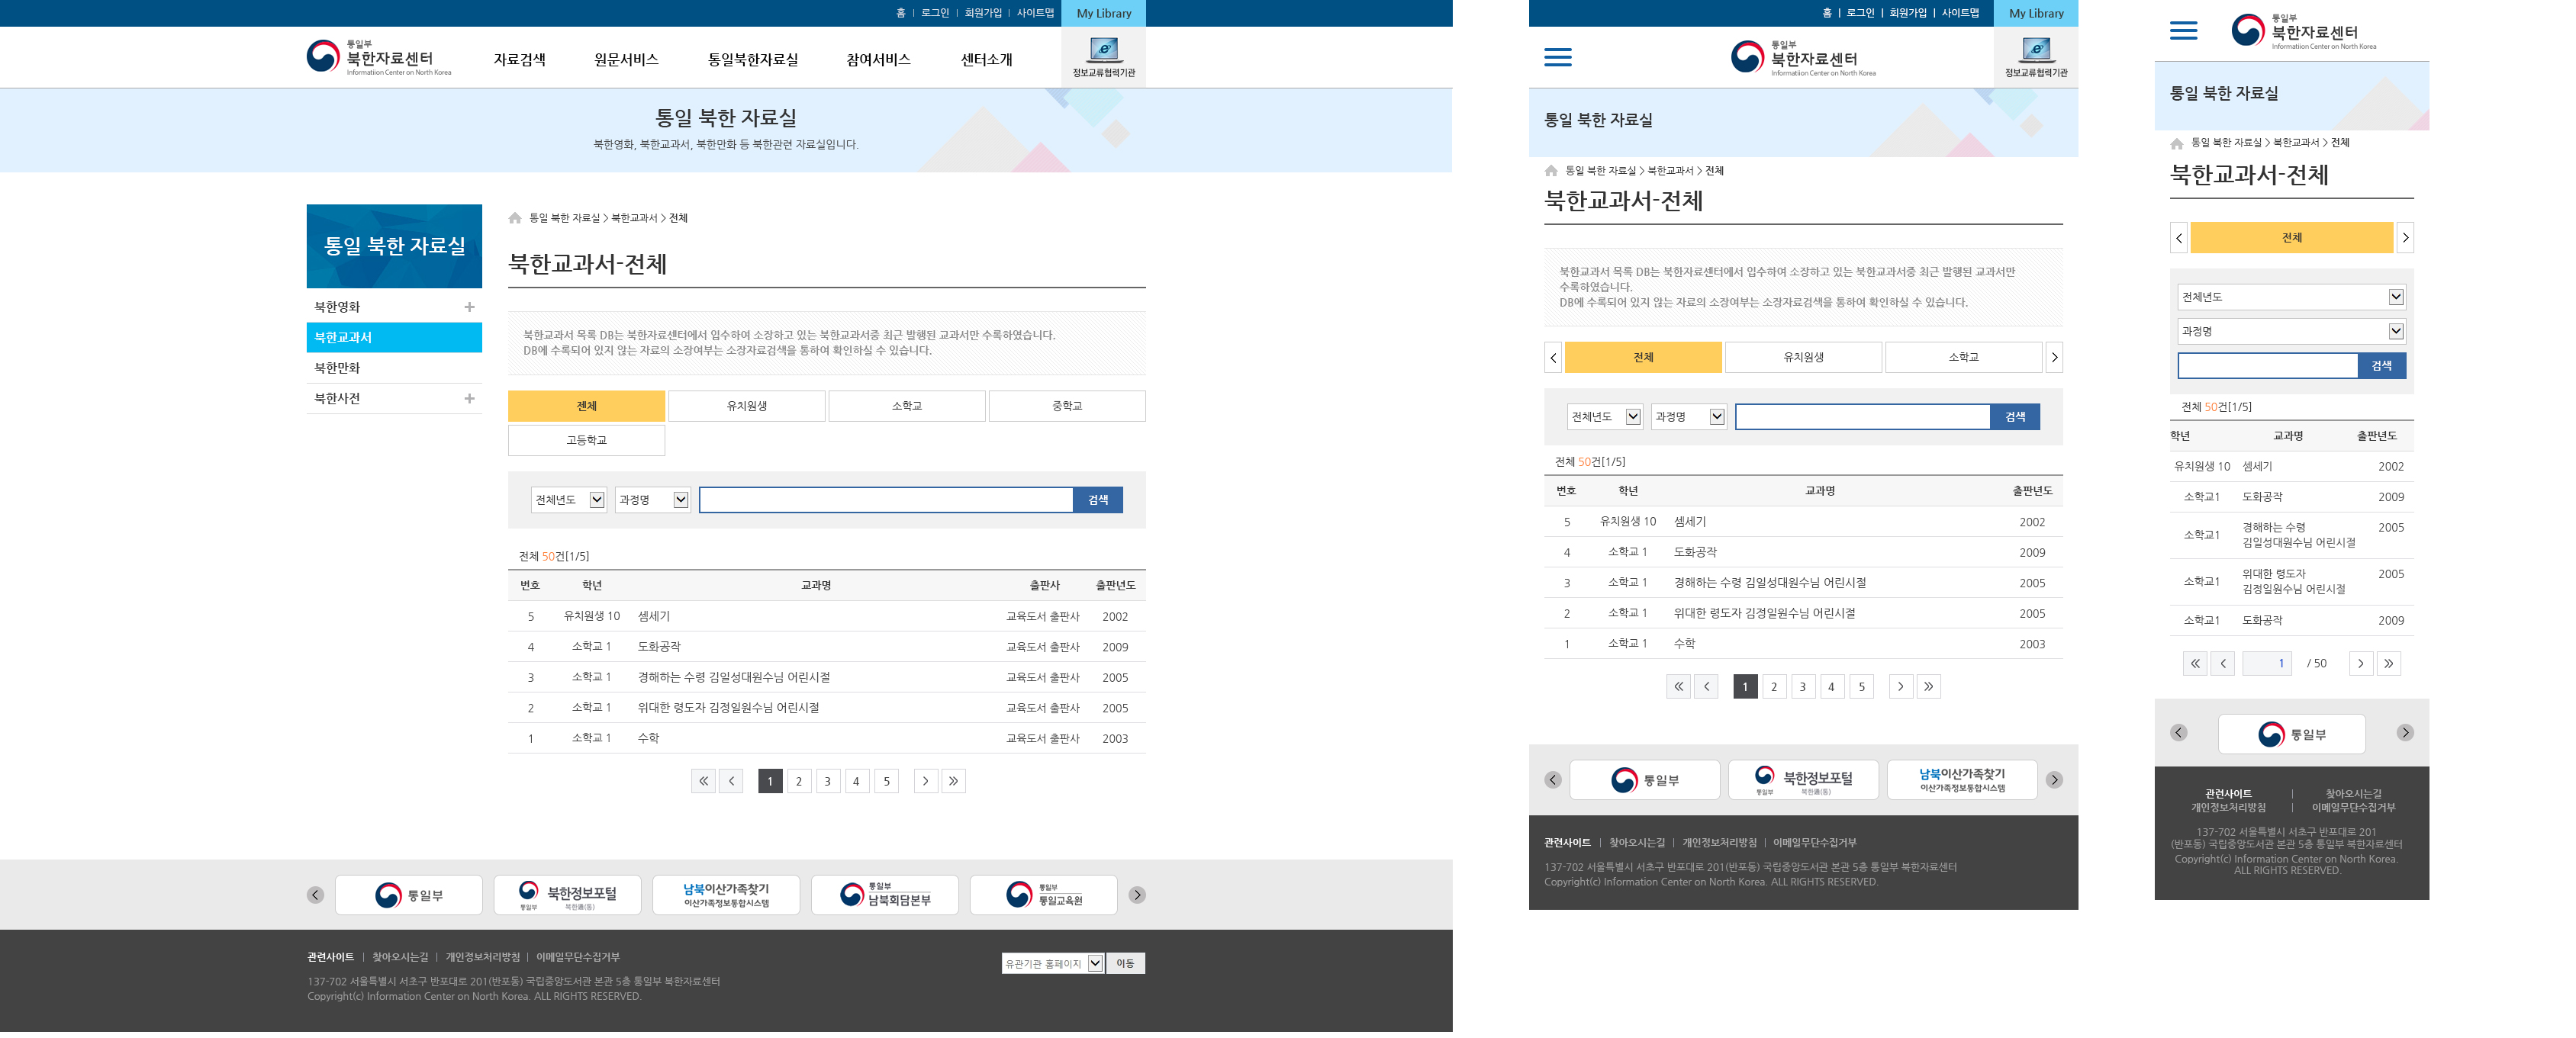 홈 | 로그인 | 회원가입 | 사이트맵 My Library
통일부
북한자료센터
Informatiion Center on North Korea
자료검색 원문서비스 통일북한자료실 참여서비스 센터소개
정보교류협력기관
통일 북한 자료실
북한영화, 북한교과서, 북한만화 등 북한관련 자료실입니다.
통일 북한 자료실
북한영화
북한교과서
북한만화
북한사전
통일 북한 자료실 > 북한교과서 > 전체
북한교과서-전체
북한교과서 목록 DB는 북한자료센터에서 입수하여 소장하고 있는 북한교과서중 최근 발행된 교과서만 수록하였습니다.
DB에 수록되어 있지 않는 자료의 소장여부는 소장자료검색을 통하여 확인하실 수 있습니다.
전체 유치원생 소학교 중학교
고등학교
전체년도 과정명 검색
전체 50건[1/5]
번호 학년 교과명 출판사 출판년도
5 유치원생 10 셈세기 교육도서 출판사 2002
4 소학교 1 도화공작 교육도서 출판사 2009
3 소학교 1 경해하는 수령 김일성대원수님 어린시절 교육도서 출판사 2005
2 소학교 1 위대한 령도자 김정일원수님 어린시절 교육도서 출판사 2005
1 소학교 1 수학 교육도서 출판사 2003
1 2 3 4 5
통일부
통일부 북한정보포털 북한通(통)
남북이산가족찾기
이산가족정보통합시스템
통일부
남북회담본부
통일부
통일교육원
관련사이트 | 찾아오시는길 | 개인정보처리방침 | 이메일무단수집거부
유관기관 홈페이지 이동
137-702 서울특별시 서초구 반포대로 201(반포동) 국립중앙도서관 본관 5층 통일부 북한자료센터
Copyright(c) Information Center on North Korea. ALL RIGHTS RESERVED.
홈 | 로그인 | 회원가입 | 사이트맵 My Library
통일부
북한자료센터
Informatiion Center on North Korea
정보교류협력기관
통일 북한 자료실
통일 북한 자료실 > 북한교과서 > 전체
북한교과서-전체
북한교과서 목록 DB는 북한자료센터에서 입수하여 소장하고 있는 북한교과서중 최근 발행된 교과서만
수록하였습니다.
DB에 수록되어 있지 않는 자료의 소장여부는 소장자료검색을 통하여 확인하실 수 있습니다.
전체 유치원생 소학교
전체년도 과정명 검색
전체 50건[1/5]
번호 학년 교과명 출판년도
5 유치원생 10 셈세기 2002
4 소학교 1 도화공작 2009
3 소학교 1 경해하는 수령 김일성대원수님 어린시절 2005
2 소학교 1 위대한 령도자 김정일원수님 어린시절 2005
1 소학교 1 수학 2003
1 2 3 4 5
통일부
통일부 북한정보포털 북한通(통)
남북이산가족찾기
이산가족정보통합시스템
관련사이트 | 찾아오시는길 | 개인정보처리방침 | 이메일무단수집거부
137-702 서울특별시 서초구 반포대로 201(반포동) 국립중앙도서관 본관 5층 통일부 북한자료센터
Copyright(c) Information Center on North Korea. ALL RIGHTS RESERVED.
통일부
북한자료센터
Informatiion Center on North Korea
통일 북한 자료실
통일 북한 자료실 > 북한교과서 > 전체
북한교과서-전체
전체
전체년도
과정명
검색
전체 50건[1/5]
학년 교과명 출판년도
유치원생 10 셈세기 2002
소학교1 도화공작 2009
소학교1 경해하는 수령 2005
김일성대원수님 어린시절
소학교1 위대한 령도자 2005
김정일원수님 어린시절
소학교1 도화공작 2009
1 / 50
통일부
관련사이트 | 찾아오시는길
개인정보처리방침 | 이메일무단수집거부
137-702 서울특별시 서초구 반포대로 201
(반포동) 국립중앙도서관 본관 5층 통일부 북한자료센터
Copyright(c) Information Center on North Korea.
ALL RIGHTS RESERVED.